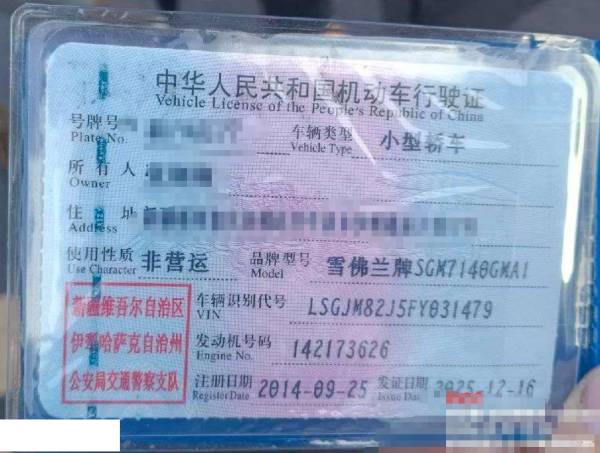 中华人民共和国机动车行驶证
Vehicle License of the People's Republic of China
号牌号
Plate No.
车辆类型 小型轿车
Vehicle Type
所有人
Owner
住 址
Address
使用性质 非营运
Use Character
品牌型号 雪佛兰牌SGM7140GMA1
Model
新疆维吾尔自治区
伊犁哈萨克自治州
公安局交通警察支队
车辆识别代号 LSGJM82J5FY031479
VIN
发动机号码 142173626
Engine No.
注册日期 2014-09-25
Register Date
发证日期 2025-12-16
Issue Date